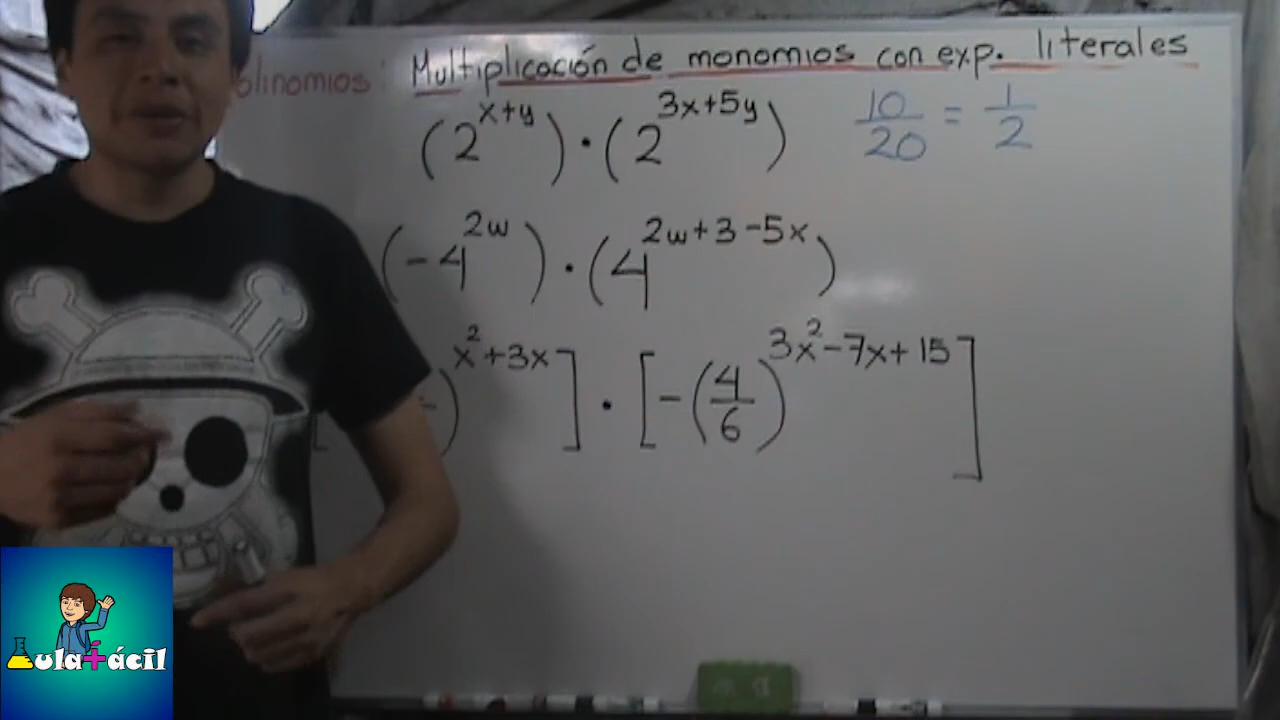 olinomios: Multiplicación de monomios con exp. literales
(2^{x+y}) · (2^{3x+5y}) 10/20 = 1/2
(-4^{2w}) · (4^{2w+3-5x})
)^{x²+3x}] · [-(4/6)^{3x²-7x+15}]
Aula+ácil